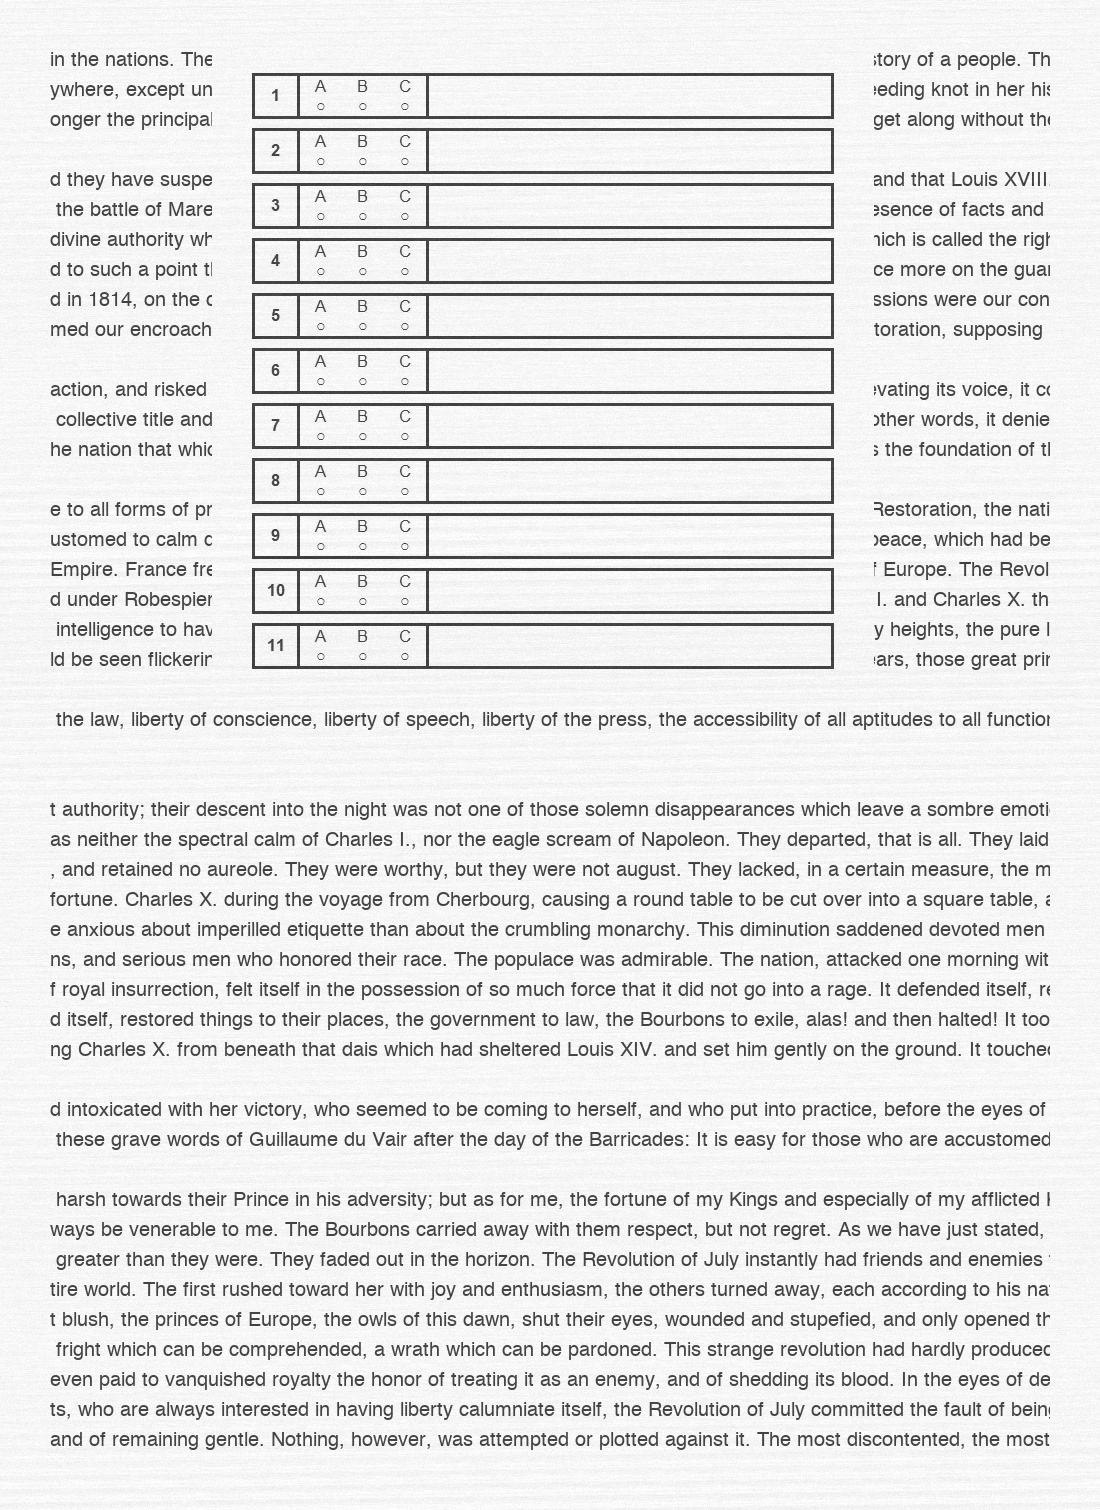 in the nations. The
ywhere, except un
onger the principal
d they have suspe
the battle of Mare
divine authority wh
d to such a point
d in 1814, on the
med our encroach
action, and risked
collective title and
he nation that whic
e to all forms of pr
ustomed to calm
Empire. France fre
d under Robespier
intelligence to hav
ld be seen flickerin
1 A B C
2 A B C
3 A B C
4 A B C
5 A B C
6 A B C
7 A B C
8 A B C
9 A B C
10 A B C
11 A B C
story of a people. Th
eeding knot in her his
get along without the
and that Louis XVIII
esence of facts and
hich is called the righ
ce more on the guar
ssions were our con
toration, supposing
evating its voice, it co
other words, it denie
s the foundation of
Restoration, the nati
peace, which had be
f Europe. The Revol
I. and Charles X. th
y heights, the pure
ears, those great prin
the law, liberty of conscience, liberty of speech, liberty of the press, the accessibility of all aptitudes to all function
t authority; their descent into the night was not one of those solemn disappearances which leave a sombre emoti
as neither the spectral calm of Charles I., nor the eagle scream of Napoleon. They departed, that is all. They laid
, and retained no aureole. They were worthy, but they were not august. They lacked, in a certain measure, the m
fortune. Charles X. during the voyage from Cherbourg, causing a round table to be cut over into a square table, a
e anxious about imperilled etiquette than about the crumbling monarchy. This diminution saddened devoted men
ns, and serious men who honored their race. The populace was admirable. The nation, attacked one morning wit
f royal insurrection, felt itself in the possession of so much force that it did not go into a rage. It defended itself, re
d itself, restored things to their places, the government to law, the Bourbons to exile, alas! and then halted! It too
ng Charles X. from beneath that dais which had sheltered Louis XIV. and set him gently on the ground. It touched
d intoxicated with her victory, who seemed to be coming to herself, and who put into practice, before the eyes of
these grave words of Guillaume du Vair after the day of the Barricades: It is easy for those who are accustomed
harsh towards their Prince in his adversity; but as for me, the fortune of my Kings and especially of my afflicted
ways be venerable to me. The Bourbons carried away with them respect, but not regret. As we have just stated,
greater than they were. They faded out in the horizon. The Revolution of July instantly had friends and enemies
tire world. The first rushed toward her with joy and enthusiasm, the others turned away, each according to his na
t blush, the princes of Europe, the owls of this dawn, shut their eyes, wounded and stupefied, and only opened th
fright which can be comprehended, a wrath which can be pardoned. This strange revolution had hardly produced
even paid to vanquished royalty the honor of treating it as an enemy, and of shedding its blood. In the eyes of de
ts, who are always interested in having liberty calumniate itself, the Revolution of July committed the fault of being
and of remaining gentle. Nothing, however, was attempted or plotted against it. The most discontented, the most